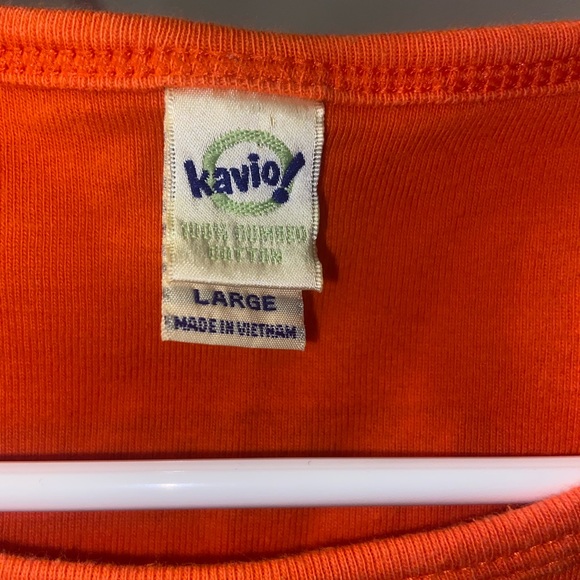 kavio!
100% COMBED
COTTON
LARGE
MADE IN VIETNAM